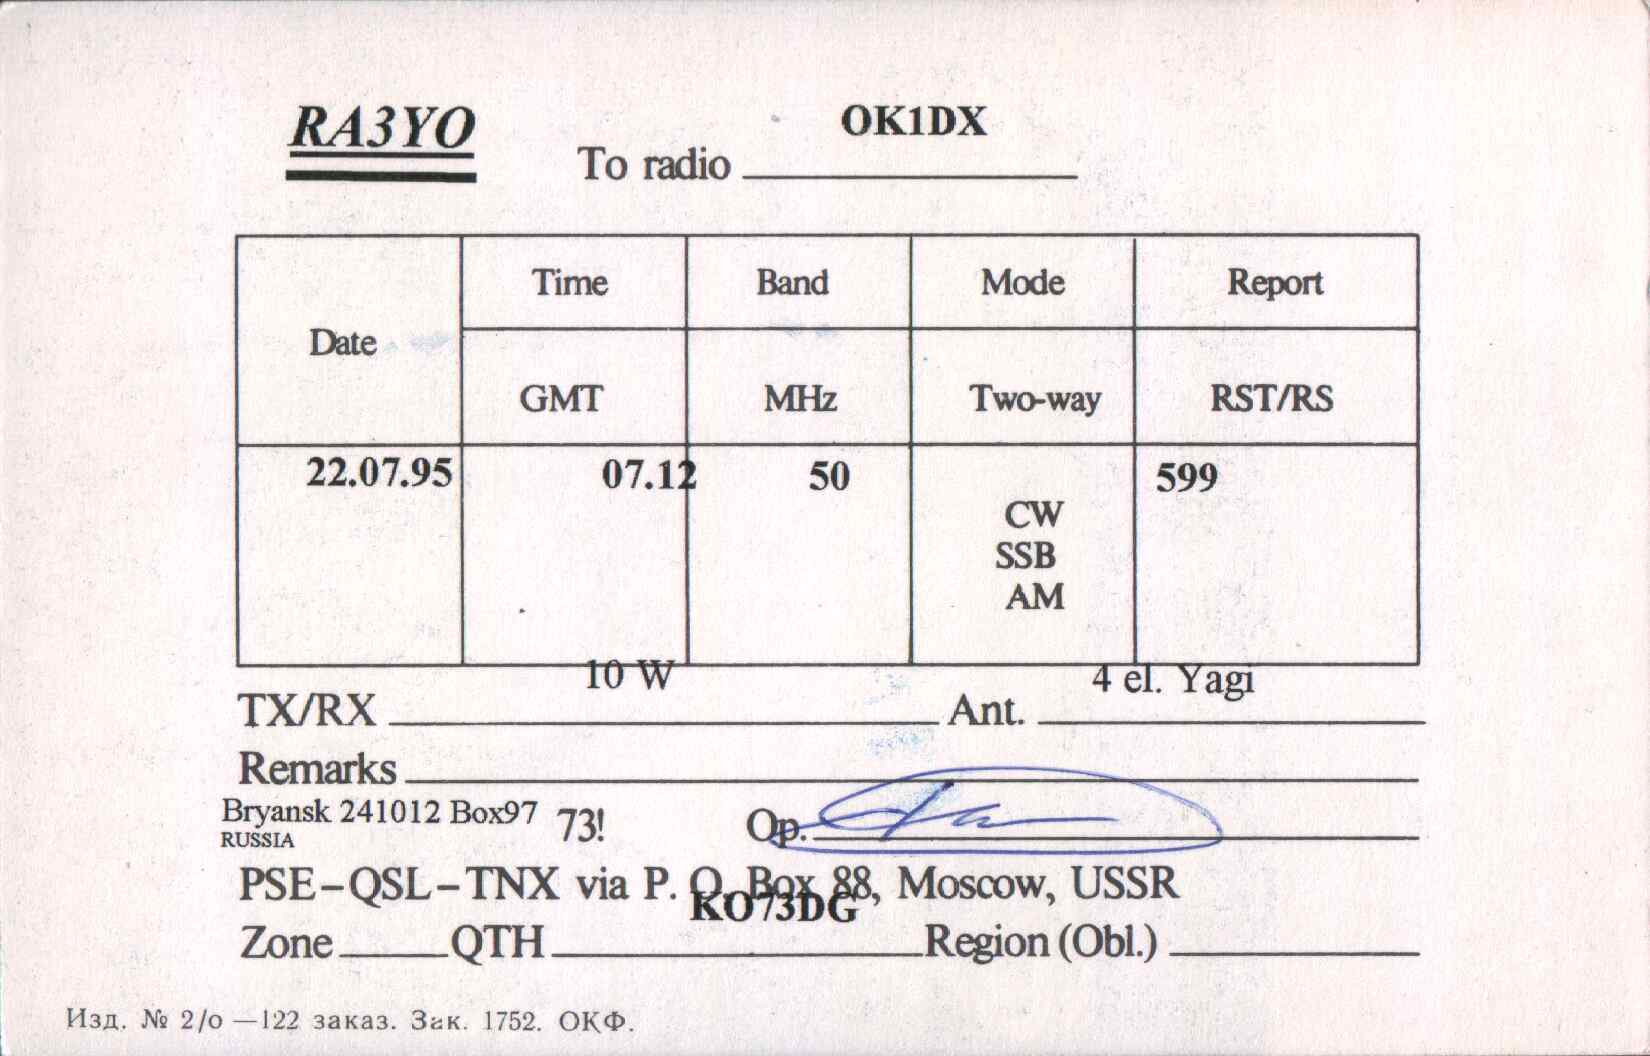 RA3YO
OK1DX
To radio
Date Time Band Mode Report
GMT MHz Two-way RST/RS
22.07.95 07.12 50 599
CW
SSB
AM
10 W 4 el. Yagi
TX/RX Ant.
Remarks
Bryansk 241012 Box97 73! Op.
RUSSIA
PSE-QSL-TNX via P. O. Box 88, Moscow, USSR
KO73DG
Zone QTH Region (Obl.)
Изд. № 2/о —122 заказ. Зак. 1752. ОКФ.